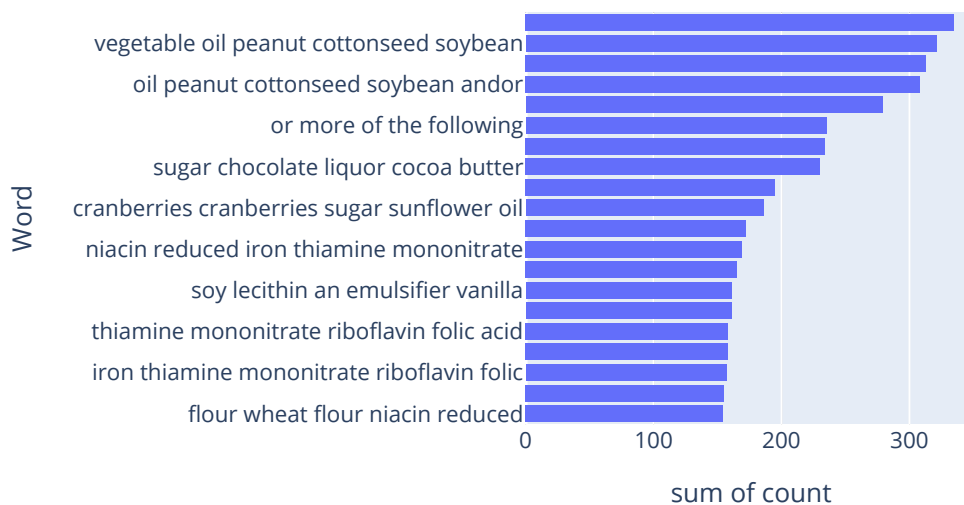 vegetable oil peanut cottonseed soybean
oil peanut cottonseed soybean andor
or more of the following
sugar chocolate liquor cocoa butter
cranberries cranberries sugar sunflower oil
niacin reduced iron thiamine mononitrate
soy lecithin an emulsifier vanilla
thiamine mononitrate riboflavin folic acid
iron thiamine mononitrate riboflavin folic
flour wheat flour niacin reduced
Word
0 100 200 300
sum of count